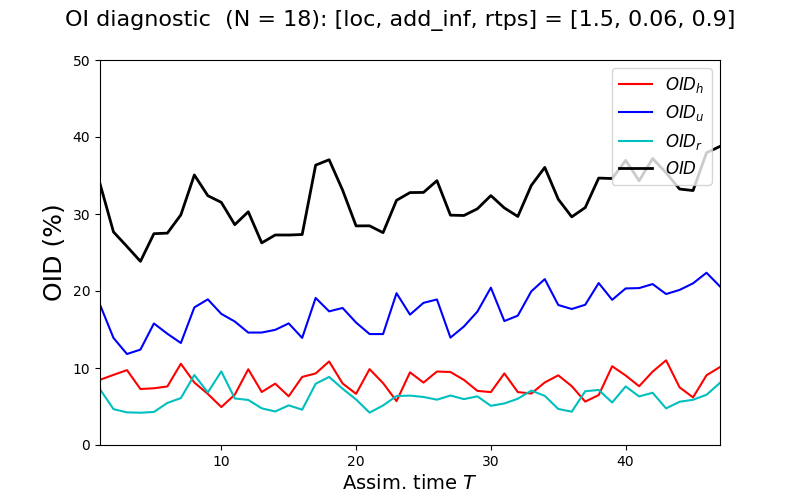 OI diagnostic (N = 18): [loc, add_inf, rtps] = [1.5, 0.06, 0.9]
50
40
30
20
10
0
OID (%)
OID_h
OID_u
OID_r
OID
10 20 30 40
Assim. time T